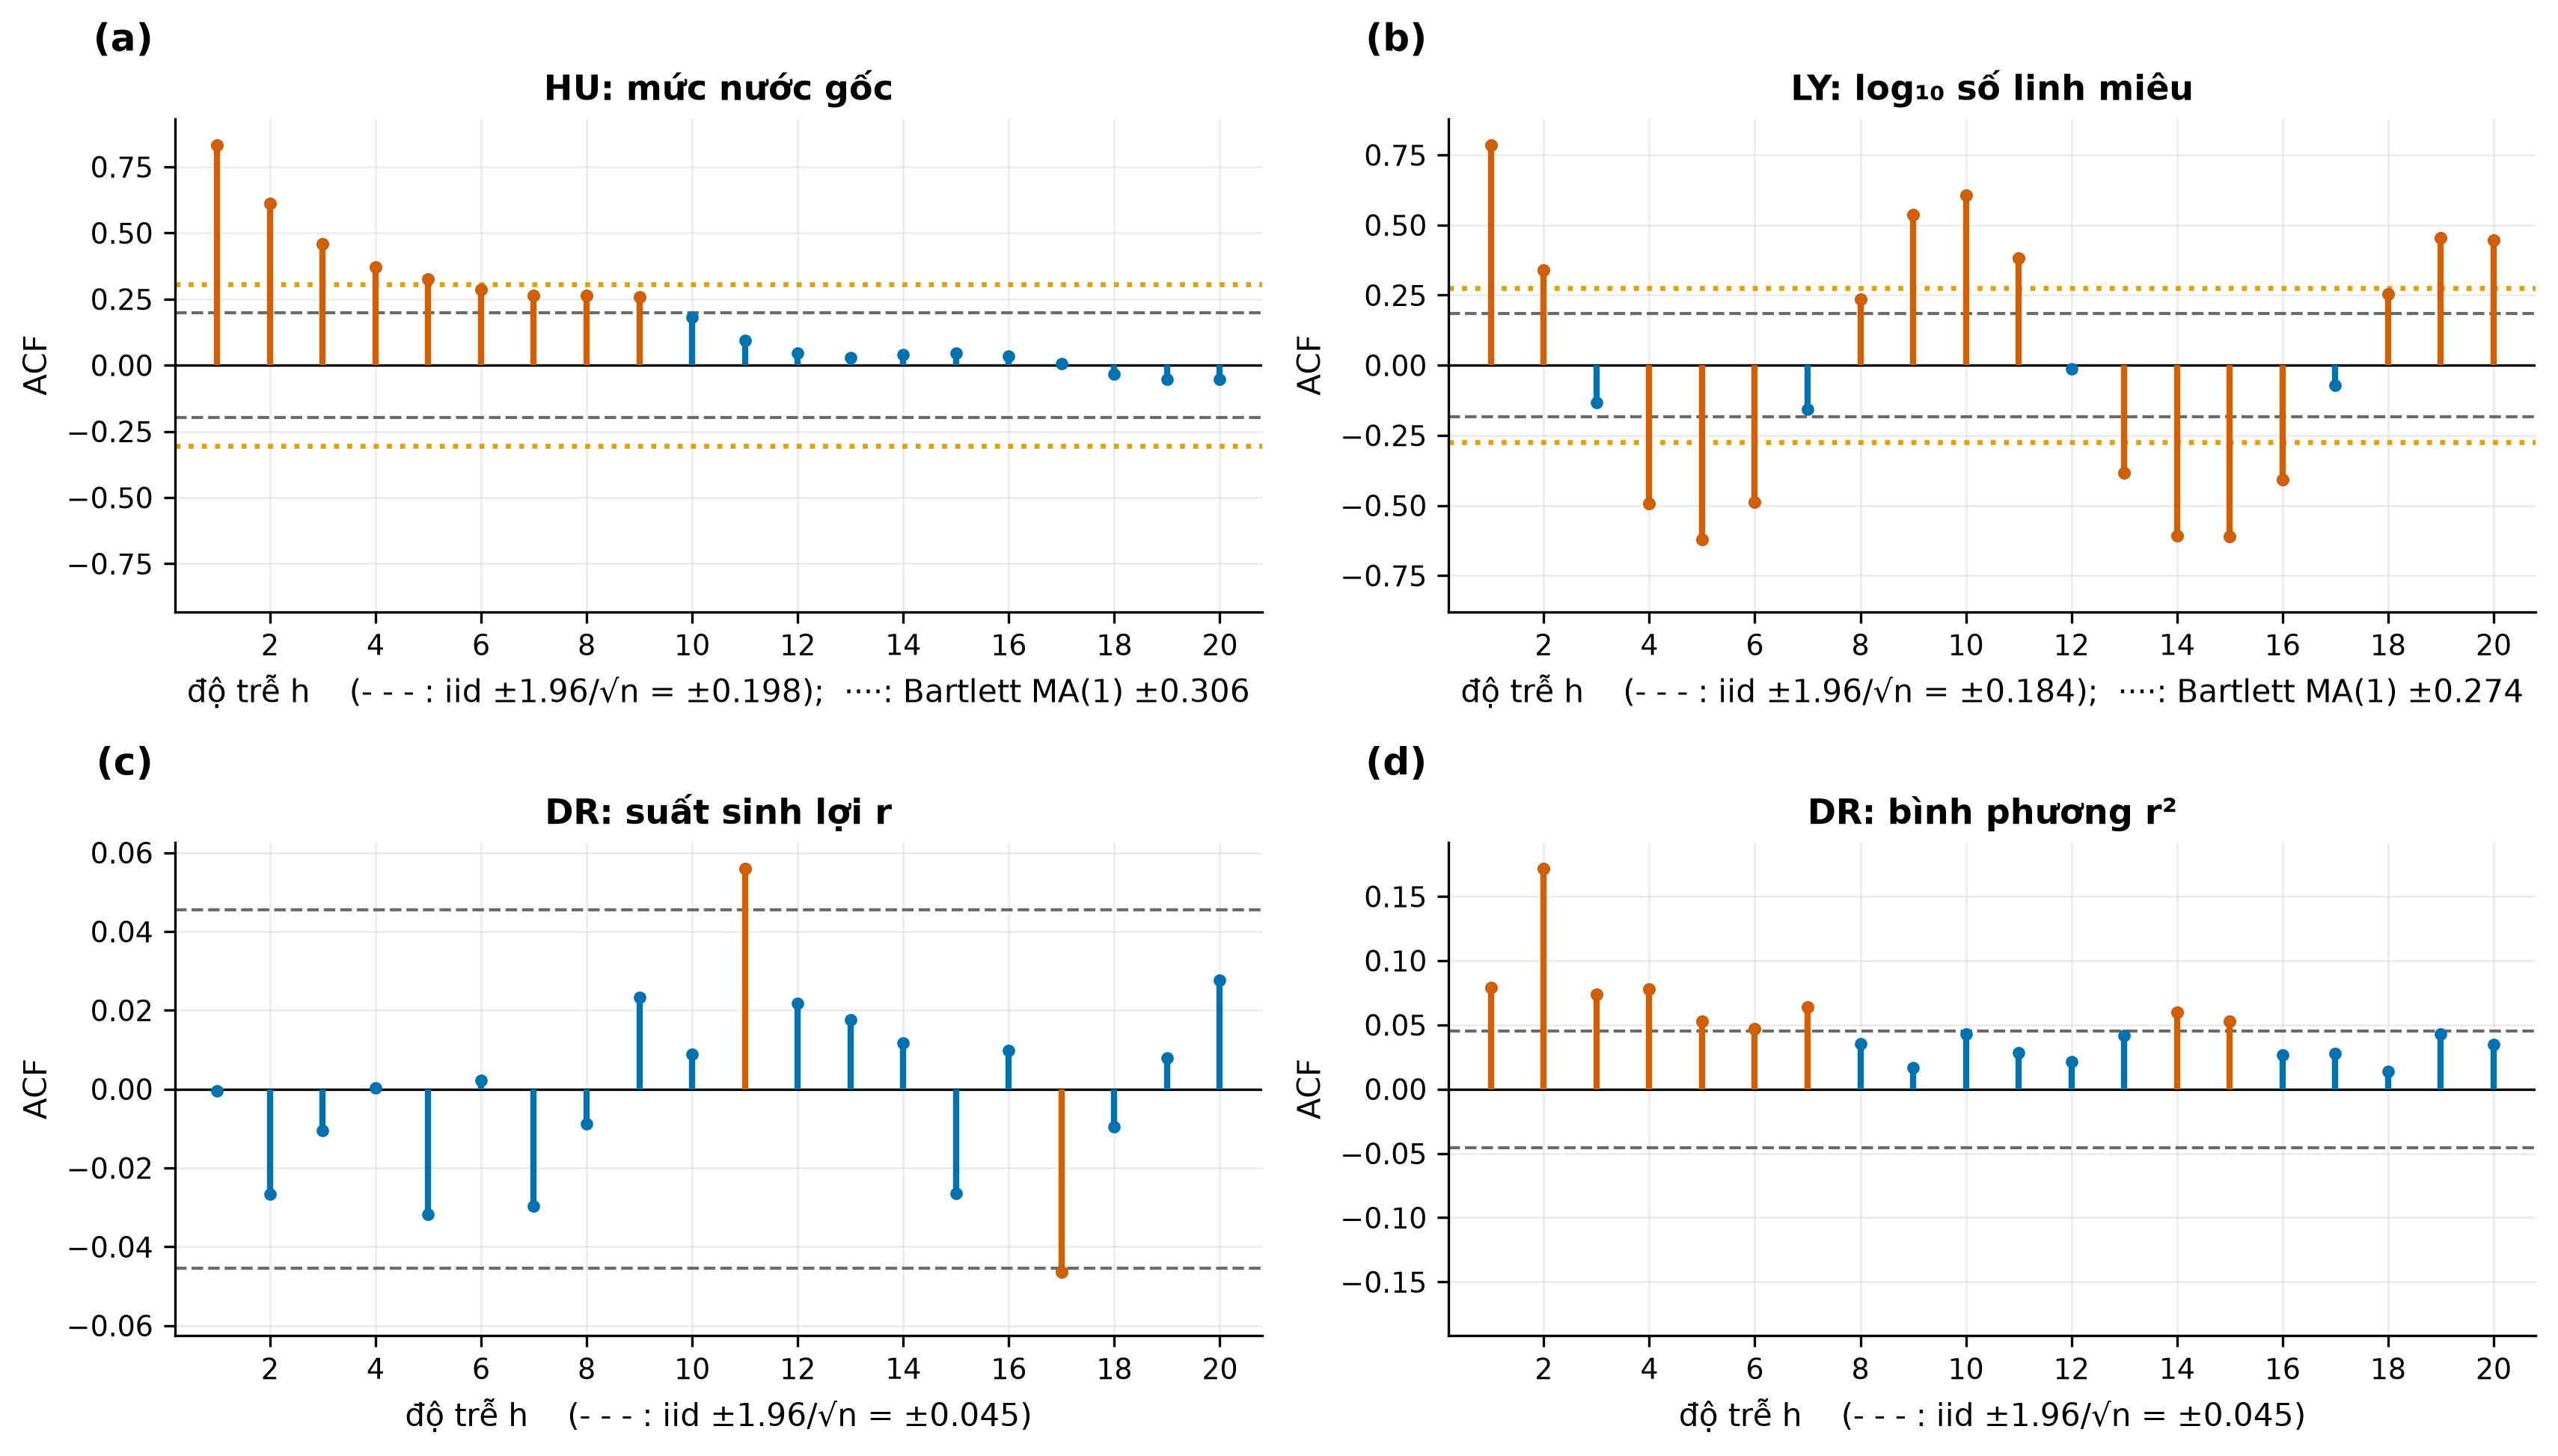 (a)
HU: mức nước gốc
ACF
0.75
0.50
0.25
0.00
−0.25
−0.50
−0.75
2 4 6 8 10 12 14 16 18 20
độ trễ h (- - - : iid ±1.96/√n = ±0.198); ····: Bartlett MA(1) ±0.306
(b)
LY: log₁₀ số linh miêu
ACF
0.75
0.50
0.25
0.00
−0.25
−0.50
−0.75
2 4 6 8 10 12 14 16 18 20
độ trễ h (- - - : iid ±1.96/√n = ±0.184); ····: Bartlett MA(1) ±0.274
(c)
DR: suất sinh lợi r
ACF
0.06
0.04
0.02
0.00
−0.02
−0.04
−0.06
2 4 6 8 10 12 14 16 18 20
độ trễ h (- - - : iid ±1.96/√n = ±0.045)
(d)
DR: bình phương r²
ACF
0.15
0.10
0.05
0.00
−0.05
−0.10
−0.15
2 4 6 8 10 12 14 16 18 20
độ trễ h (- - - : iid ±1.96/√n = ±0.045)